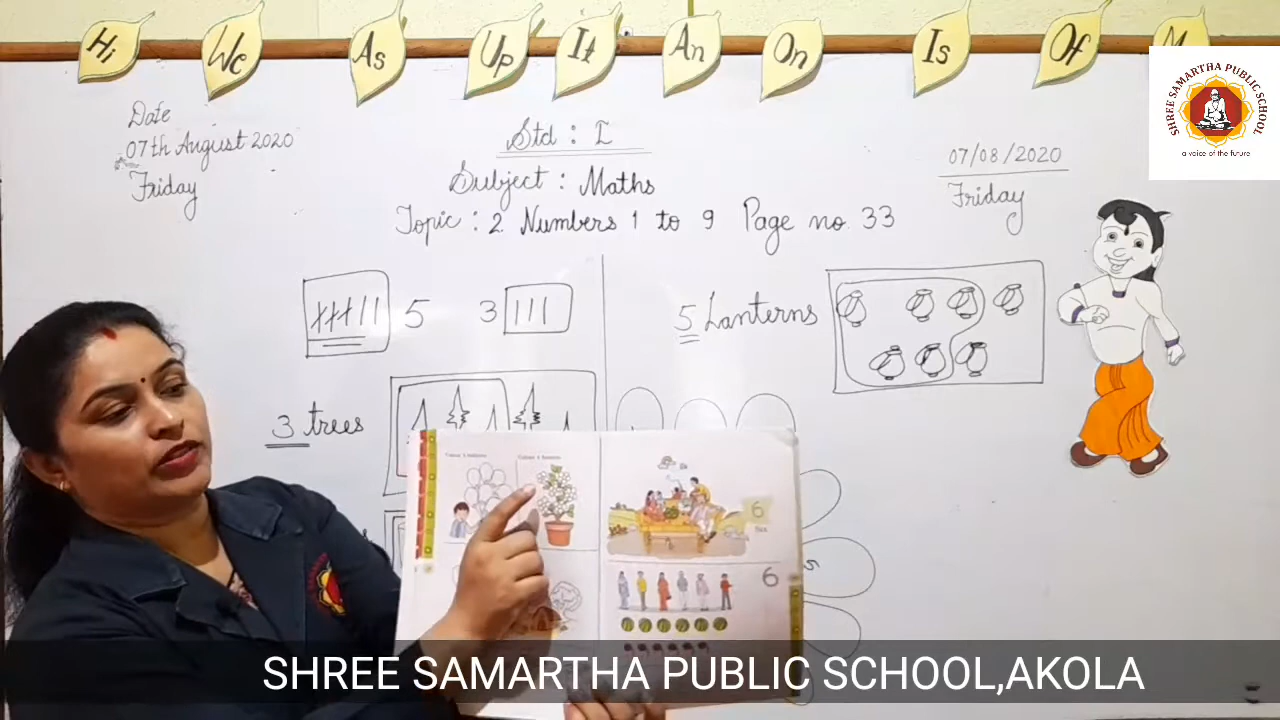 Hi We As Up It An On Is Of
SHREE SAMARTHA PUBLIC SCHOOL
a voice of the future
Date
07th August 2020
Friday
Std : I
Subject : Maths
Topic : 2 Numbers 1 to 9 Page no. 33
07/08/2020
Friday
5
3
5 Lanterns
3 trees
6
6
SHREE SAMARTHA PUBLIC SCHOOL,AKOLA